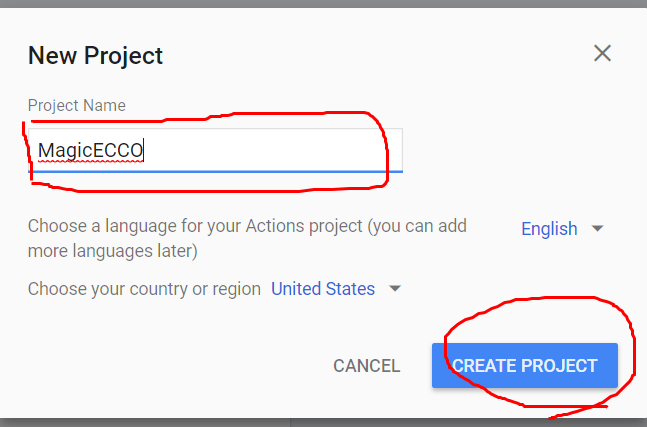 New Project
Project Name
MagicECCO
Choose a language for your Actions project (you can add
more languages later)
English
Choose your country or region United States
CANCEL
CREATE PROJECT